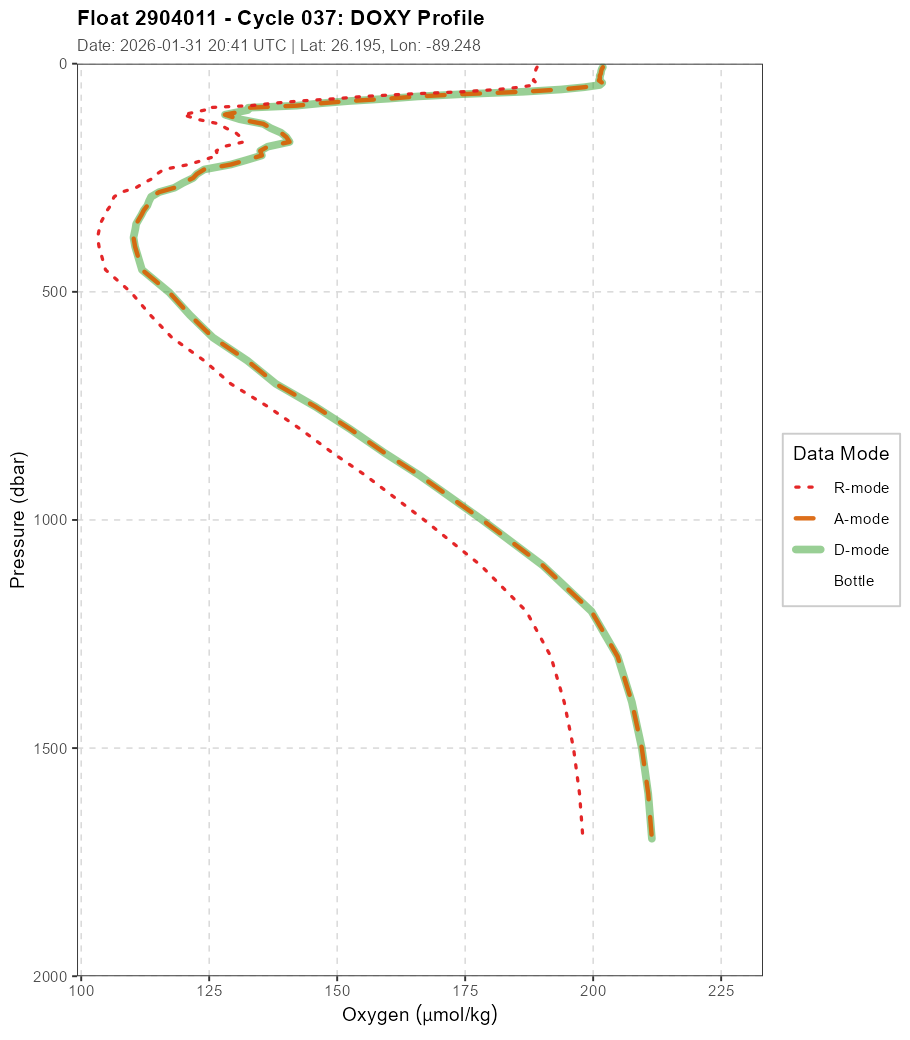 Float 2904011 - Cycle 037: DOXY Profile
Date: 2026-01-31 20:41 UTC | Lat: 26.195, Lon: -89.248
0
500
1000
1500
2000
Pressure (dbar)
100 125 150 175 200 225
Oxygen (μmol/kg)
Data Mode
R-mode
A-mode
D-mode
Bottle